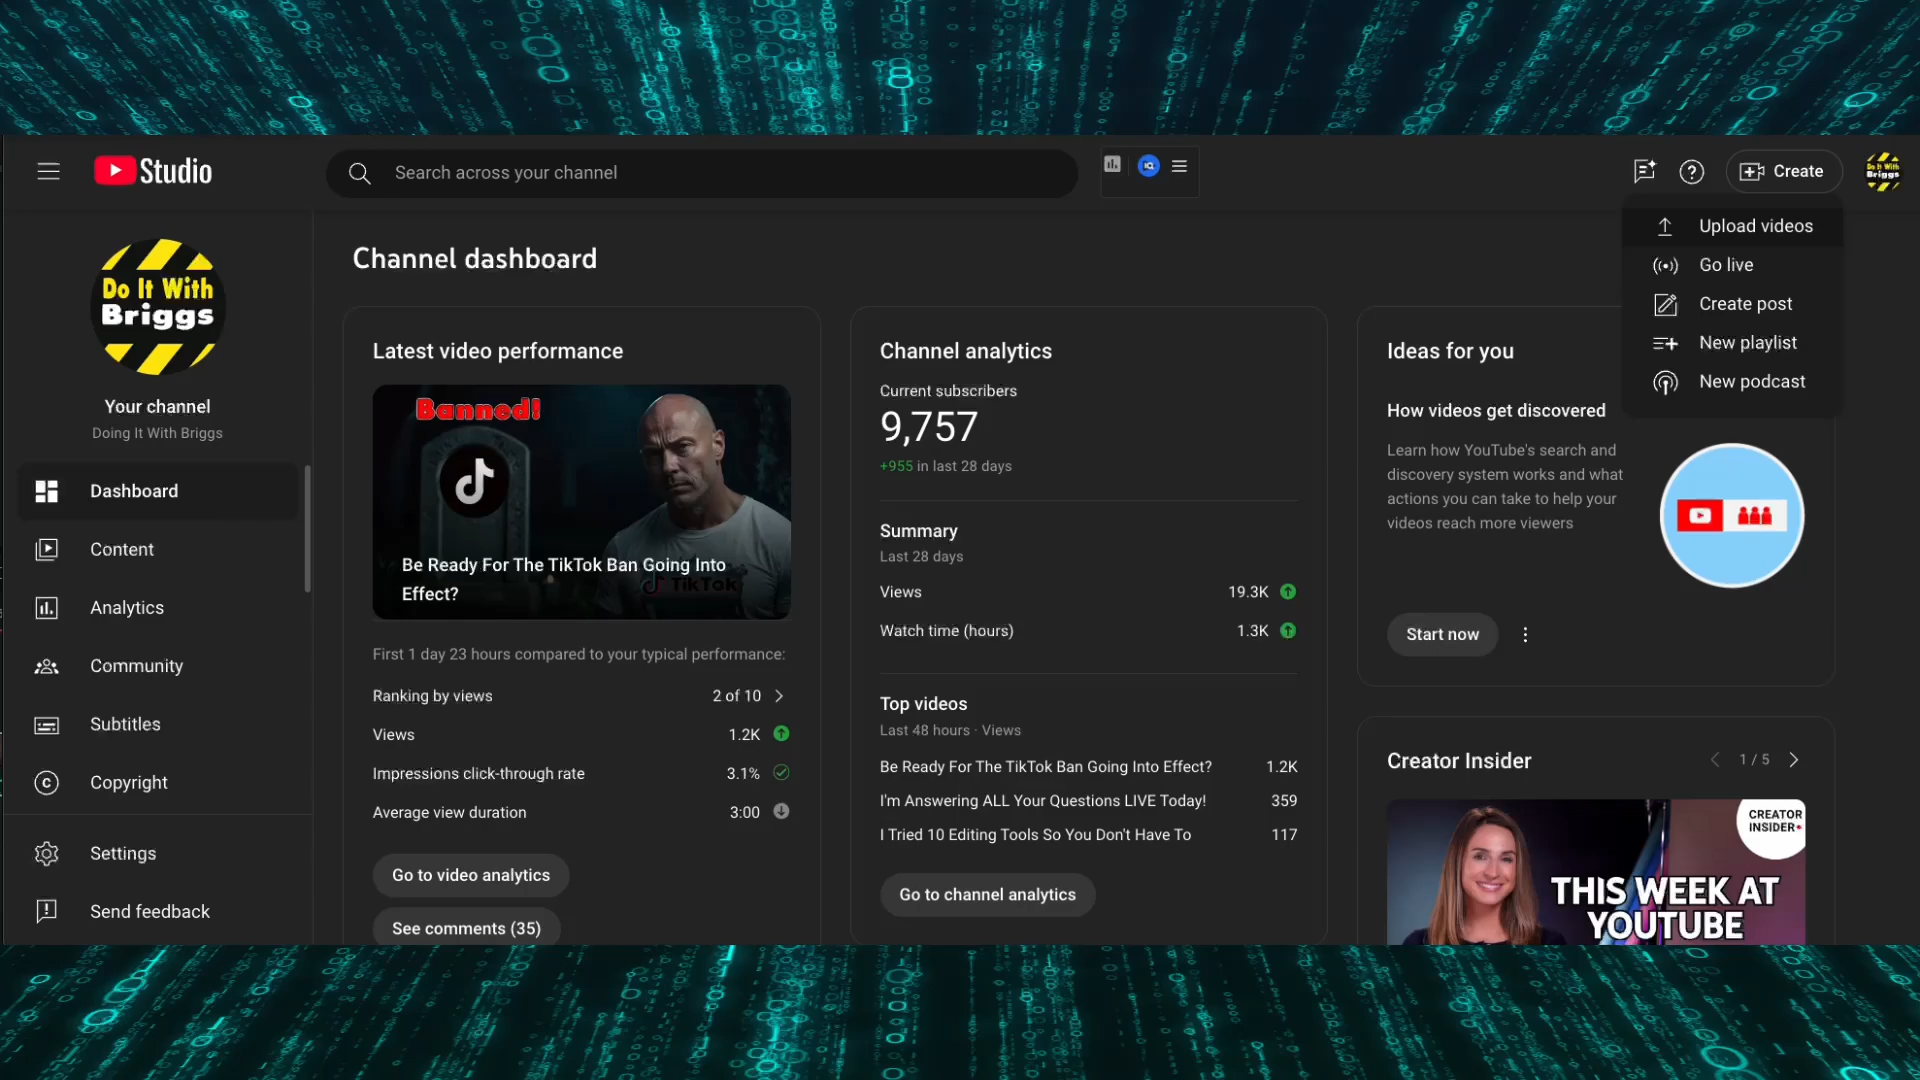 Studio
Search across your channel
Create
Do It With
Briggs
Upload videos
Go live
Create post
New playlist
New podcast
Do It With
Briggs
Your channel
Doing It With Briggs
Dashboard
Content
Analytics
Community
Subtitles
Copyright
Settings
Send feedback
Channel dashboard
Latest video performance
Banned!
TikTok
Be Ready For The TikTok Ban Going Into
Effect?
First 1 day 23 hours compared to your typical performance:
Ranking by views 2 of 10
Views 1.2K
Impressions click-through rate 3.1%
Average view duration 3:00
Go to video analytics
See comments (35)
Channel analytics
Current subscribers
9,757
+955 in last 28 days
Summary
Last 28 days
Views 19.3K
Watch time (hours) 1.3K
Top videos
Last 48 hours · Views
Be Ready For The TikTok Ban Going Into Effect? 1.2K
I'm Answering ALL Your Questions LIVE Today! 359
I Tried 10 Editing Tools So You Don't Have To 117
Go to channel analytics
Ideas for you
How videos get discovered
Learn how YouTube's search and
discovery system works and what
actions you can take to help your
videos reach more viewers
Start now
Creator Insider 1 / 5
CREATOR
INSIDER
THIS WEEK AT
YOUTUBE